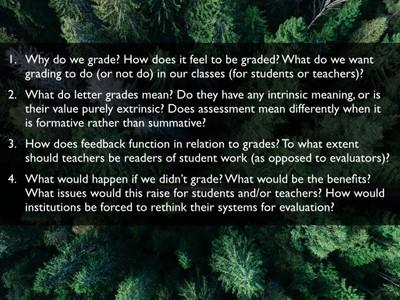 1. Why do we grade? How does it feel to be graded? What do we want
grading to do (or not do) in our classes (for students or teachers)?
2. What do letter grades mean? Do they have any intrinsic meaning, or is
their value purely extrinsic? Does assessment mean differently when it
is formative rather than summative?
3. How does feedback function in relation to grades? To what extent
should teachers be readers of student work (as opposed to evaluators)?
4. What would happen if we didn't grade? What would be the benefits?
What issues would this raise for students and/or teachers? How would
institutions be forced to rethink their systems for evaluation?